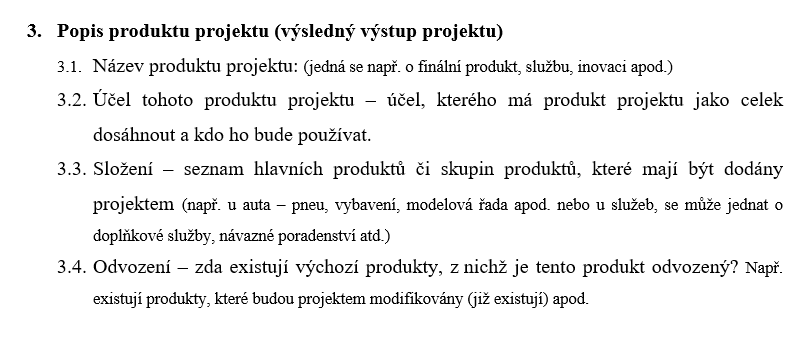 3. Popis produktu projektu (výsledný výstup projektu)
3.1. Název produktu projektu: (jedná se např. o finální produkt, službu, inovaci apod.)
3.2. Účel tohoto produktu projektu – účel, kterého má produkt projektu jako celek
dosáhnout a kdo ho bude používat.
3.3. Složení – seznam hlavních produktů či skupin produktů, které mají být dodány
projektem (např. u auta – pneu, vybavení, modelová řada apod. nebo u služeb, se může jednat o
doplňkové služby, návazné poradenství atd.)
3.4. Odvození – zda existují výchozí produkty, z nichž je tento produkt odvozený? Např.
existují produkty, které budou projektem modifikovány (již existují) apod.